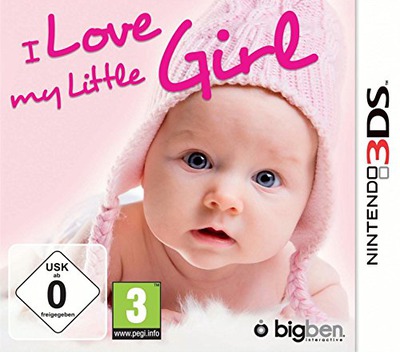 I Love
my Little Girl
NINTENDO 3DS
USK
ab
0
freigegeben
3
www.pegi.info
bigben
interactive